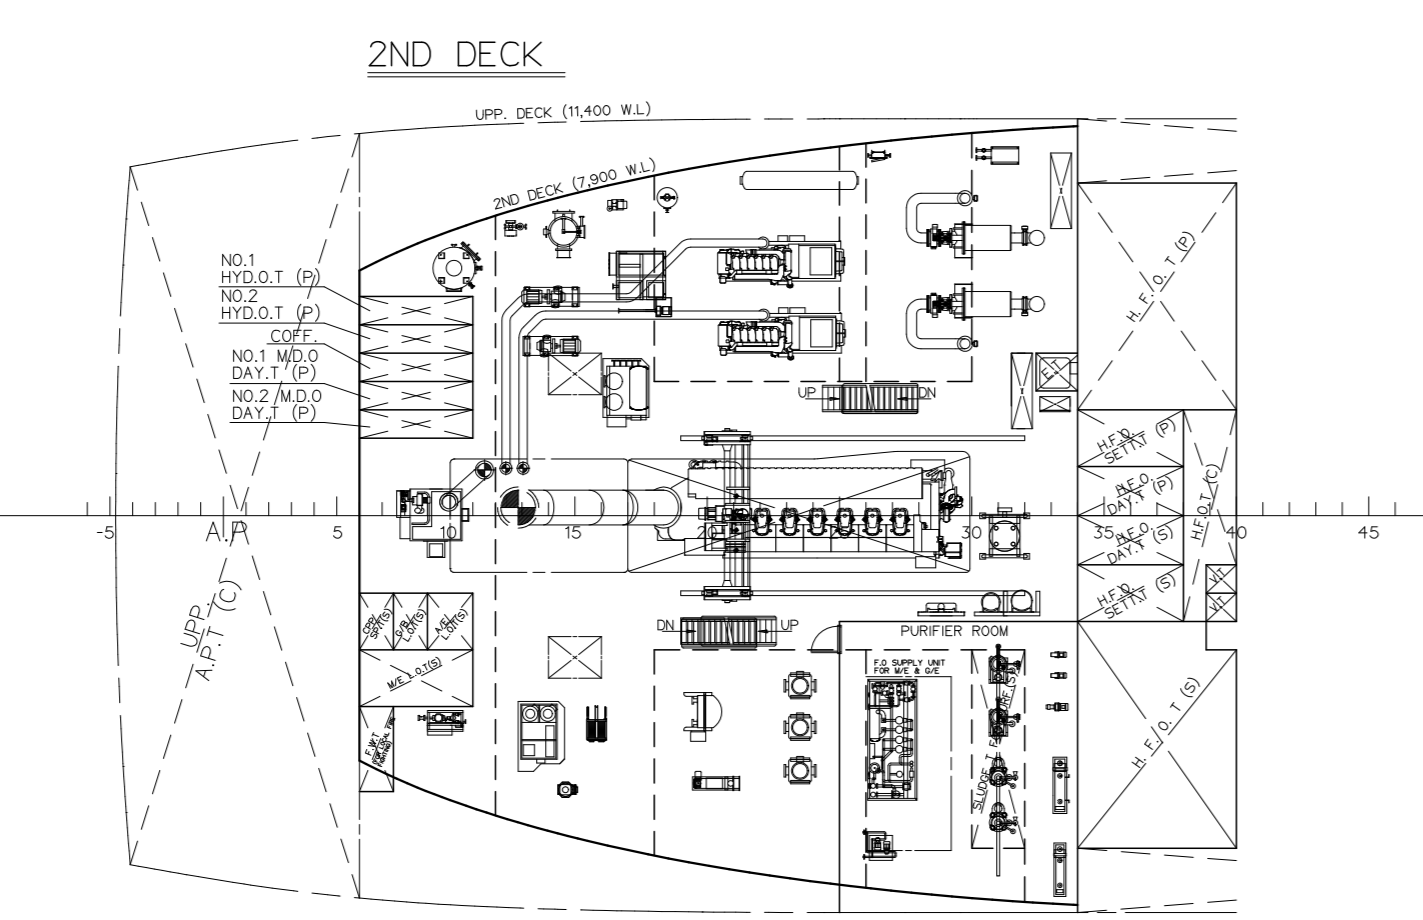 2ND DECK
UPP. DECK (11,400 W.L)
2ND DECK (7,900 W.L)
NO.1
HYD.O.T (P)
NO.2
HYD.O.T (P)
COFF.
NO.1 M.D.O
DAY.T (P)
NO.2 M.D.O
DAY.T (P)
H. F. O. T (P)
F.T
UP
DN
H.F.O.
SETT.T (P)
H.F.O.
DAY.T (P)
H.F.O.T (C)
-5
A.P
5
10
15
30
35
40
45
H.F.O.
DAY.T (S)
H.F.O.
SETT.T (S)
V/T
V/T
UPP.
A.P.T (C)
CPP/
G/B/
L.O.T(S)
A/E/
L.O.T(S)
M/E L.O.T(S)
F.W.T
DN
UP
PURIFIER ROOM
F.O SUPPLY UNIT
FOR M/E & G/E
SLUDGE T F
(S)
H. F. O. T (S)